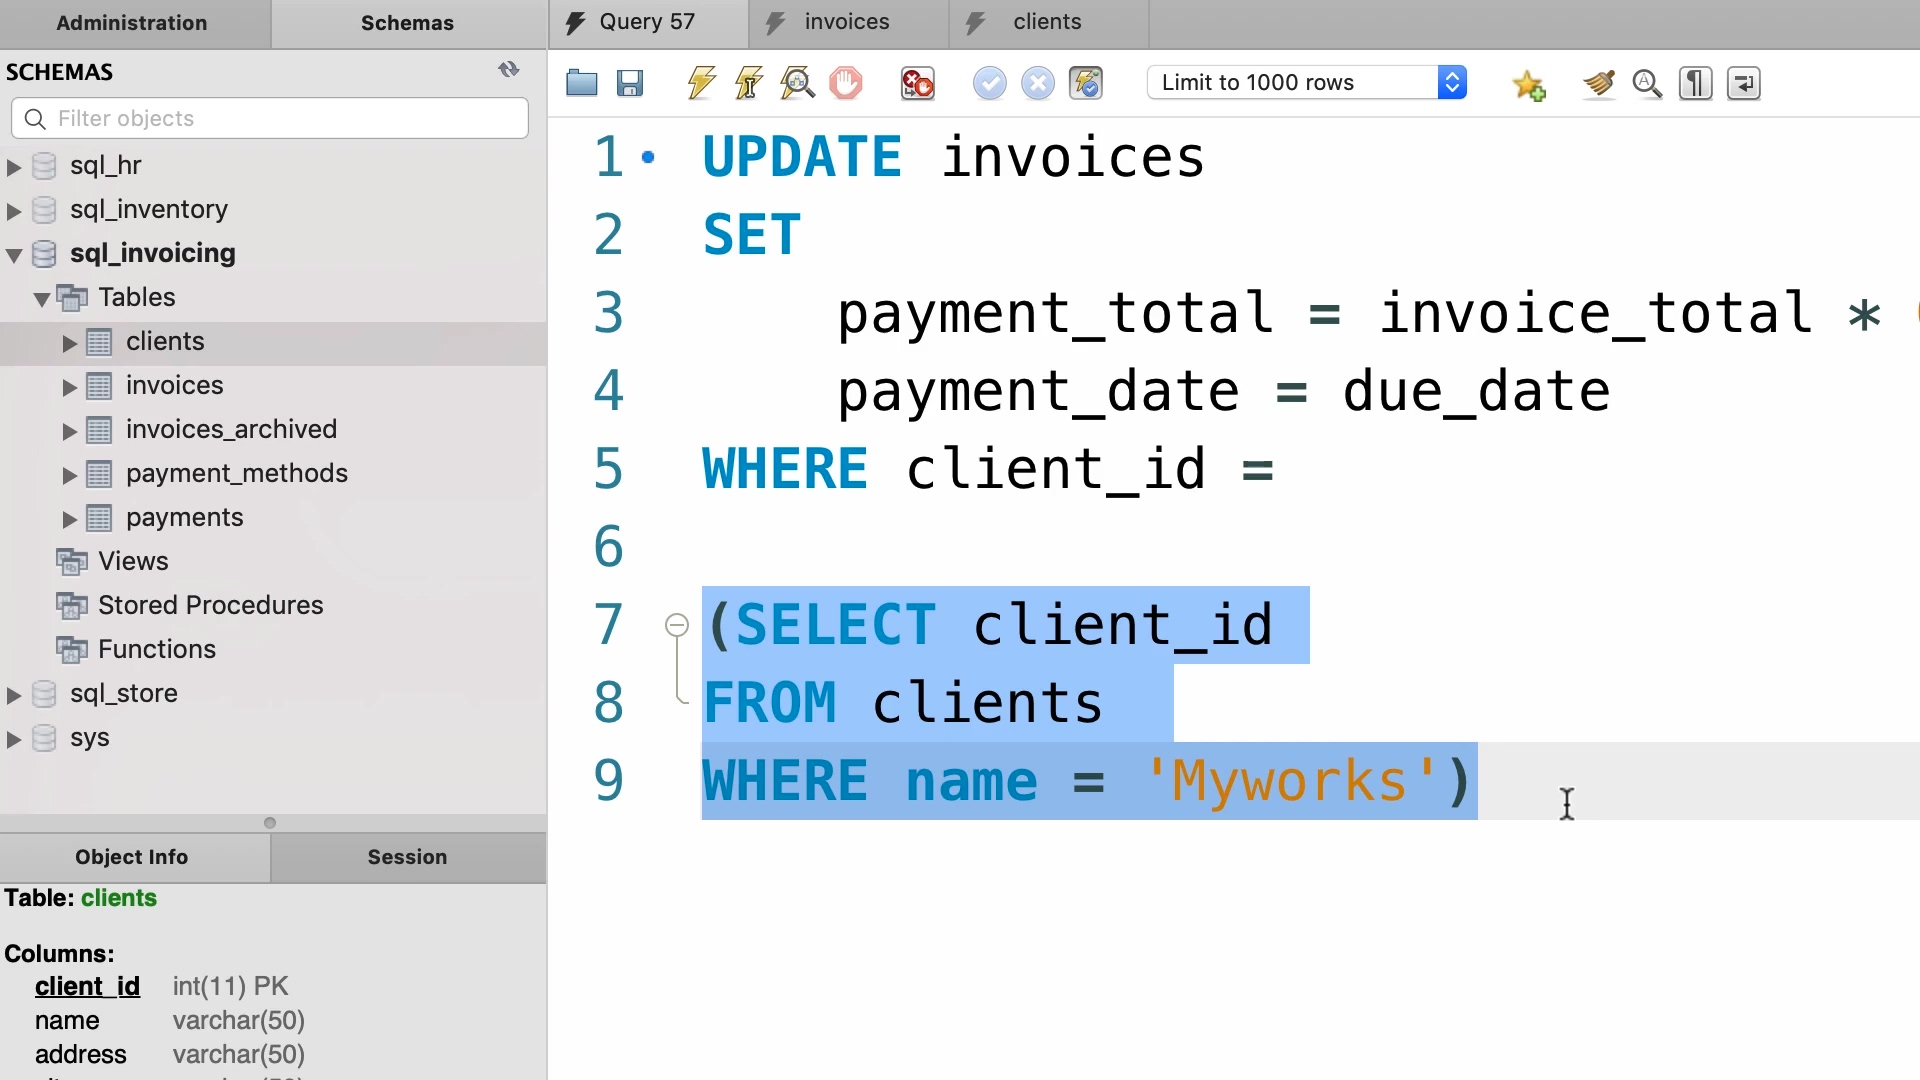 Administration
Schemas
Query 57
invoices
clients
SCHEMAS
Filter objects
Limit to 1000 rows
sql_hr
sql_inventory
sql_invoicing
Tables
clients
invoices
invoices_archived
payment_methods
payments
Views
Stored Procedures
Functions
sql_store
sys
1 UPDATE invoices
2 SET
3 payment_total = invoice_total *
4 payment_date = due_date
5 WHERE client_id =
6
7 (SELECT client_id
8 FROM clients
9 WHERE name = 'Myworks')
Object Info
Session
Table: clients
Columns:
client_id int(11) PK
name varchar(50)
address varchar(50)